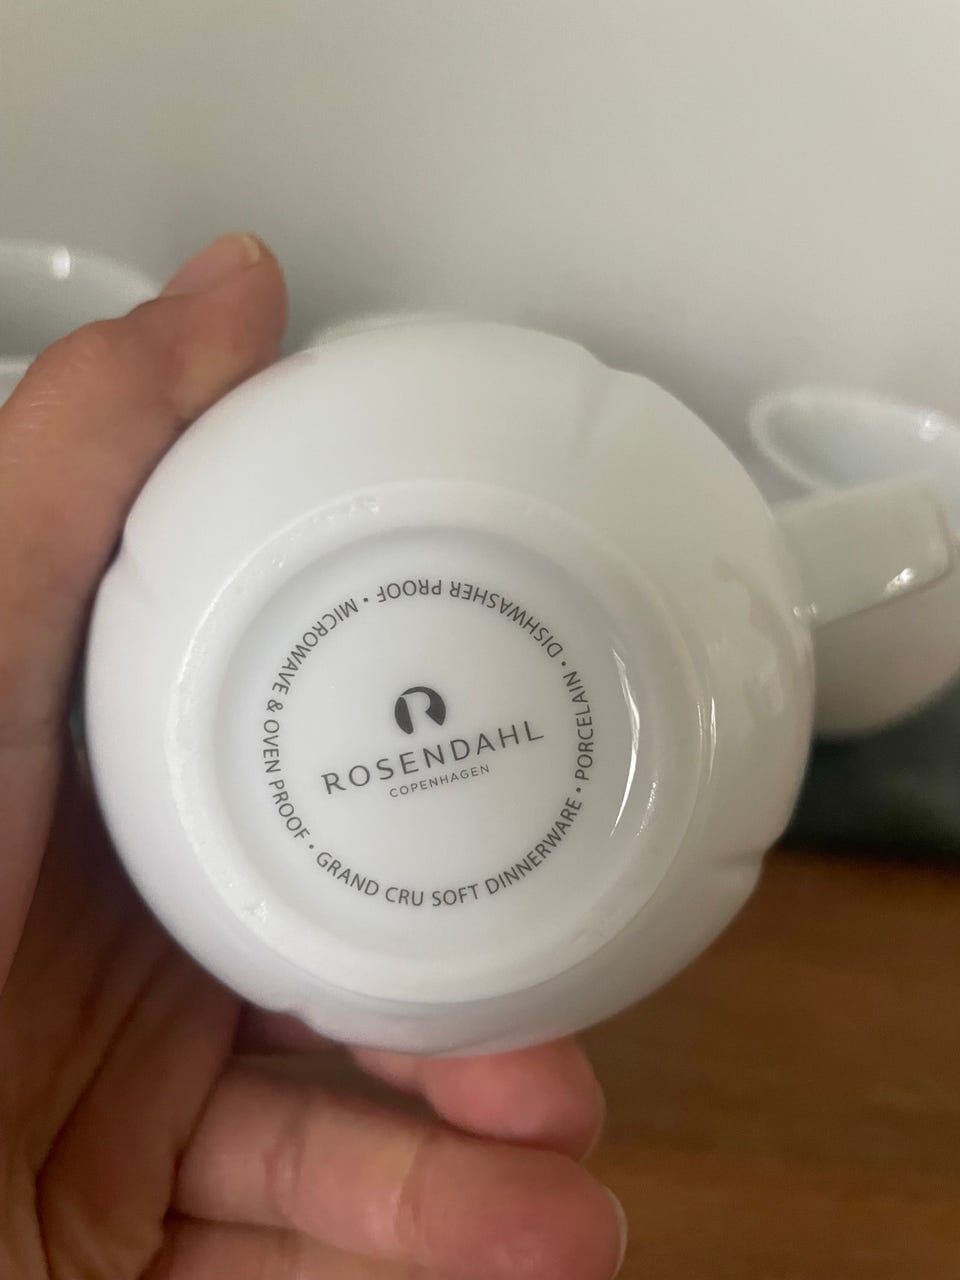 ROSENDAHL
COPENHAGEN
GRAND CRU SOFT DINNERWARE • PORCELAIN • DISHWASHER PROOF • MICROWAVE & OVEN PROOF •